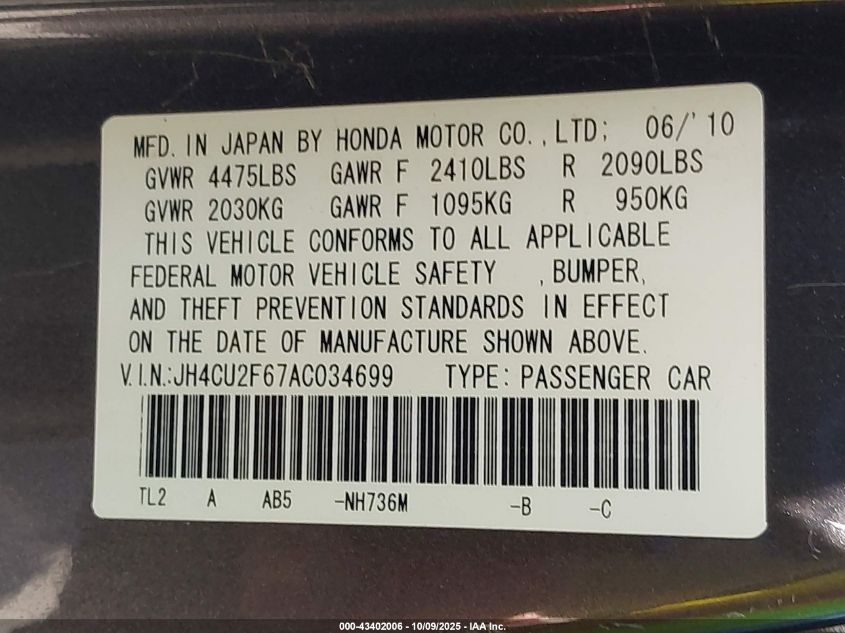 MFD. IN JAPAN BY HONDA MOTOR CO., LTD; 06/'10
GVWR 4475LBS GAWR F 2410LBS R 2090LBS
GVWR 2030KG GAWR F 1095KG R 950KG
THIS VEHICLE CONFORMS TO ALL APPLICABLE
FEDERAL MOTOR VEHICLE SAFETY , BUMPER,
AND THEFT PREVENTION STANDARDS IN EFFECT
ON THE DATE OF MANUFACTURE SHOWN ABOVE.
V.I.N.:JH4CU2F67AC034699 TYPE: PASSENGER CAR
TL2 A AB5 -NH736M -B -C
000-43402006 - 10/09/2025 - IAA Inc.